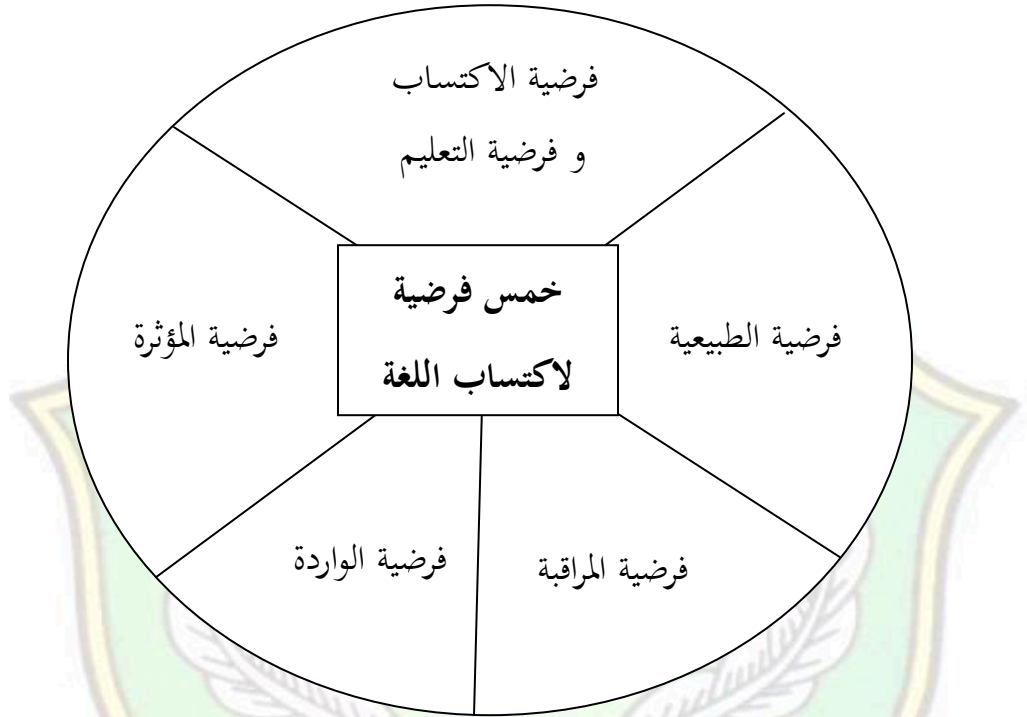 فرضية الاكتساب
و فرضية التعليم
خمس فرضية
لاكتساب اللغة
فرضية الطبيعية
فرضية المؤثرة
فرضية المراقبة
فرضية الواردة